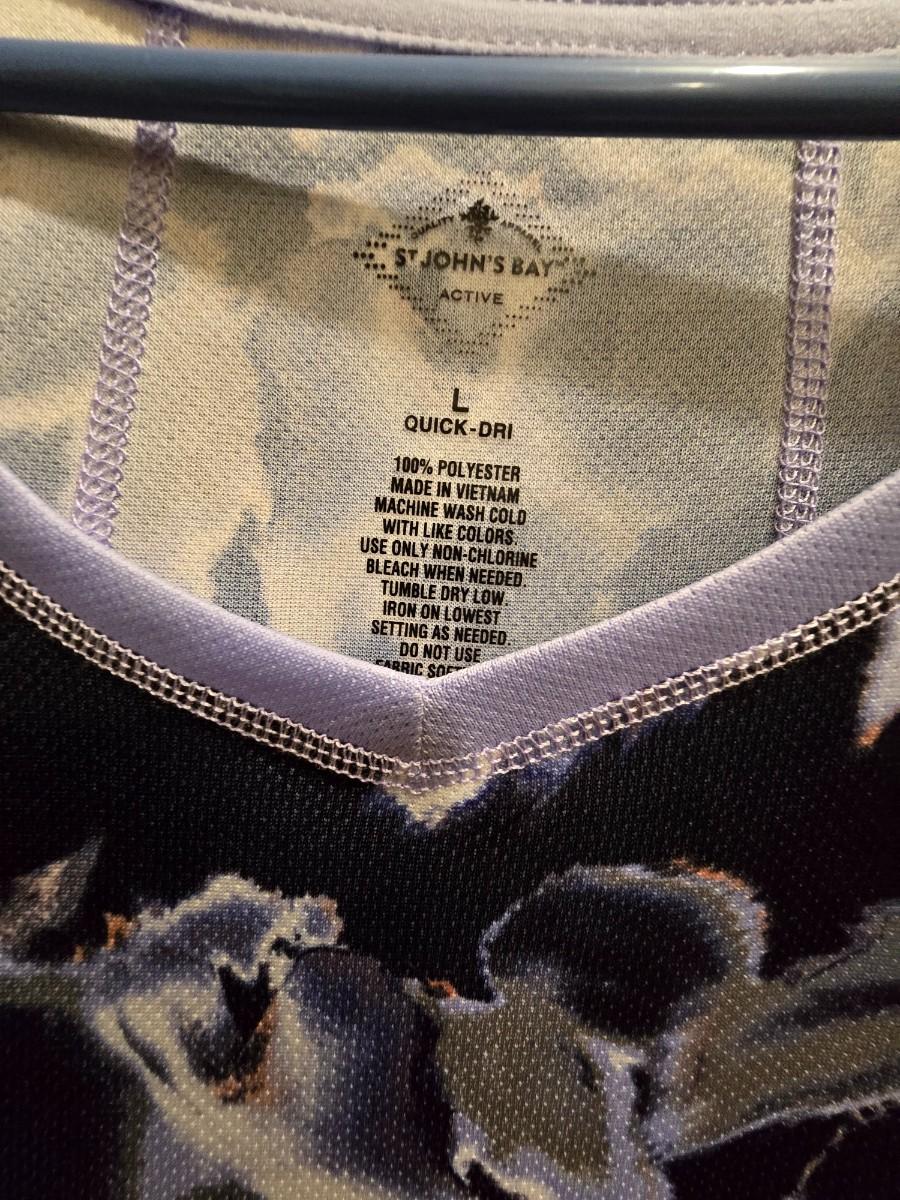 ST JOHN'S BAY
ACTIVE
L
QUICK-DRI
100% POLYESTER
MADE IN VIETNAM
MACHINE WASH COLD
WITH LIKE COLORS.
USE ONLY NON-CHLORINE
BLEACH WHEN NEEDED.
TUMBLE DRY LOW.
IRON ON LOWEST
SETTING AS NEEDED.
DO NOT USE
FABRIC